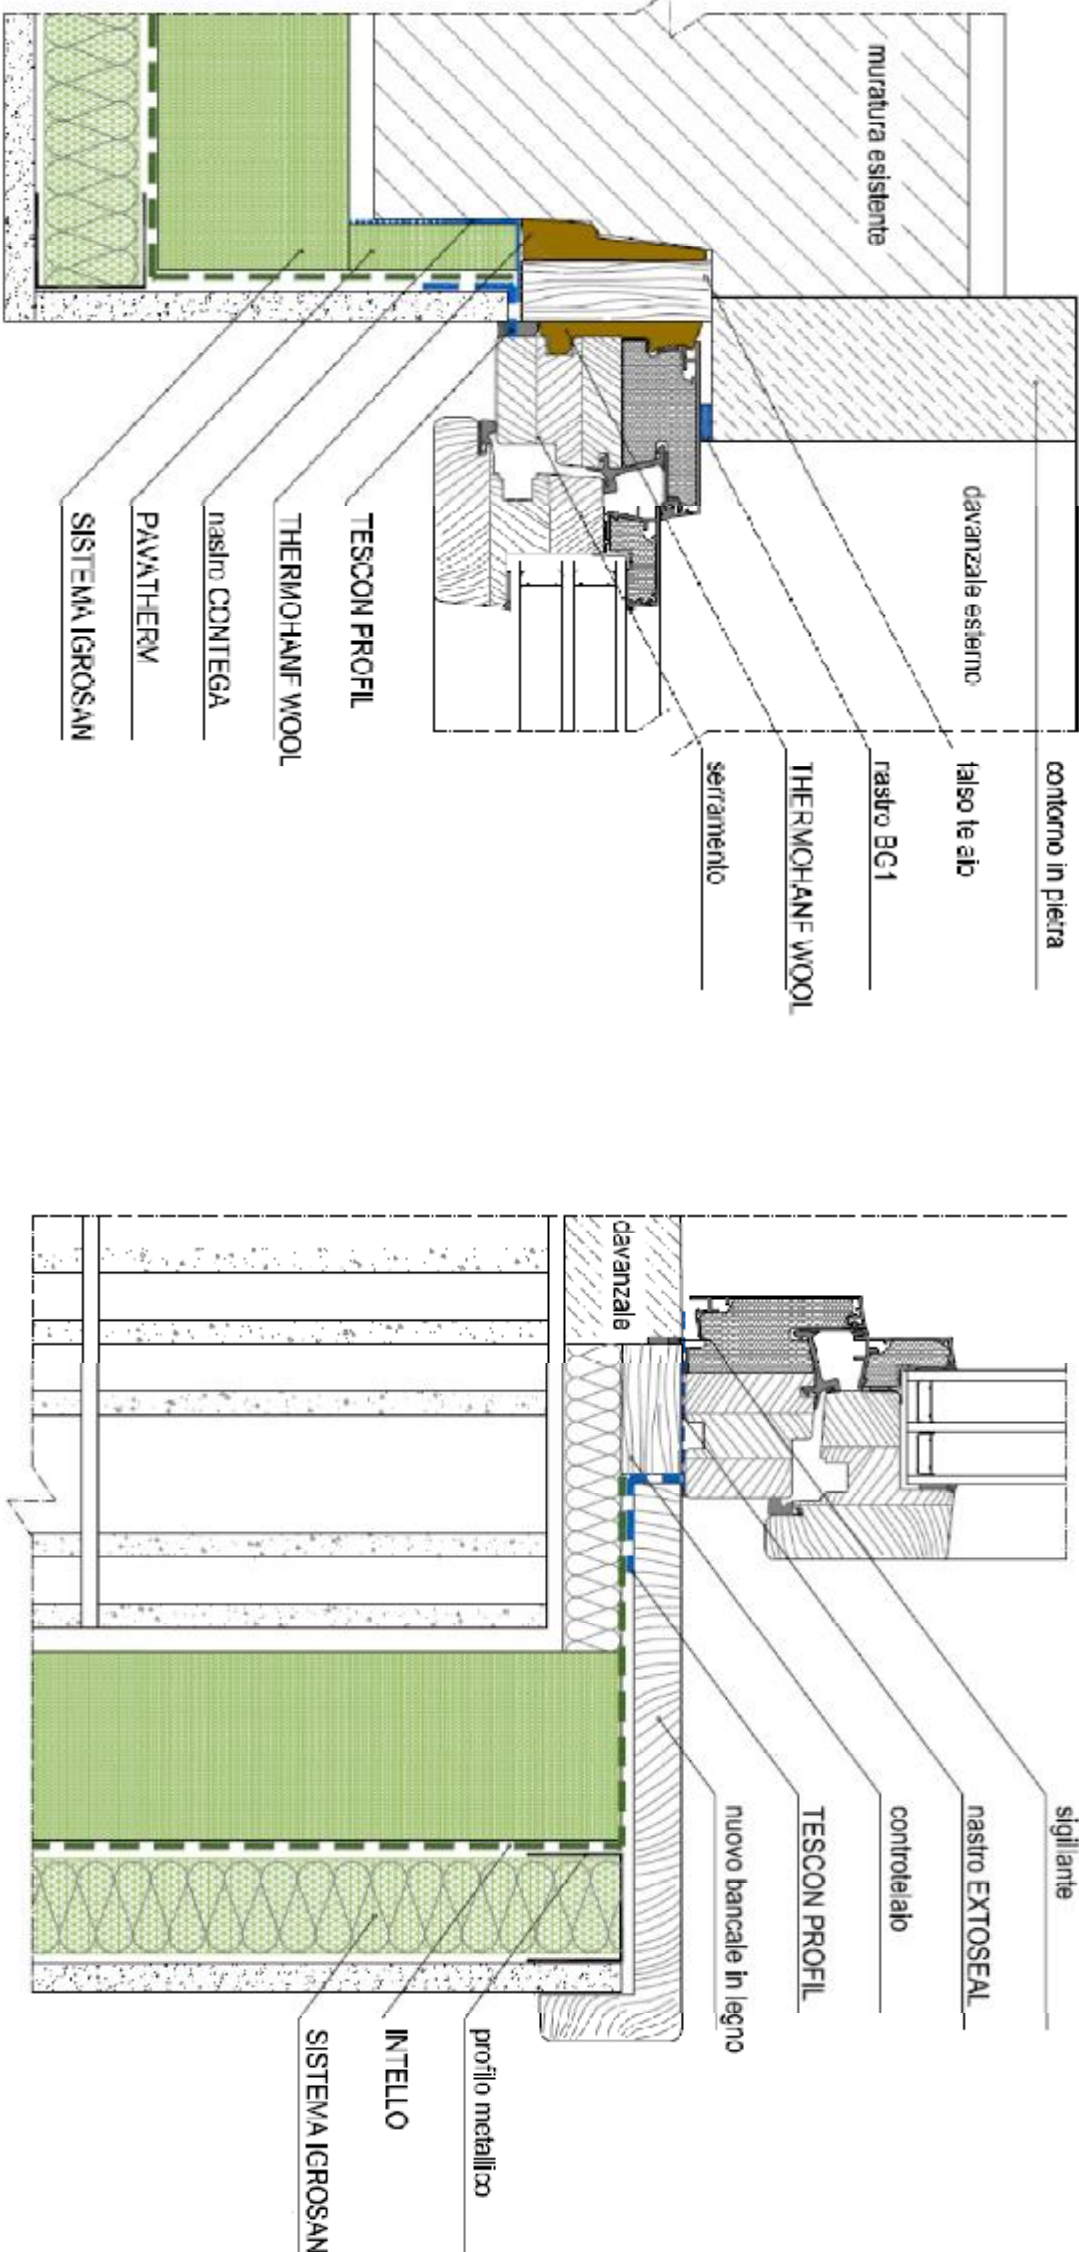 muratura esistente
davanzale esterno
contorno in pietra
falso telaio
nastro BG1
THERMOHANF WOOL
serramento
TESCON PROFIL
THERMOHANF WOOL
nastro CONTEGA
PAVATHERM
SISTEMA IGROSAN
davanzale
sigillante
nastro EXTOSEAL
controtelaio
TESCON PROFIL
nuovo bancale in legno
profilo metallico
INTELLO
SISTEMA IGROSAN